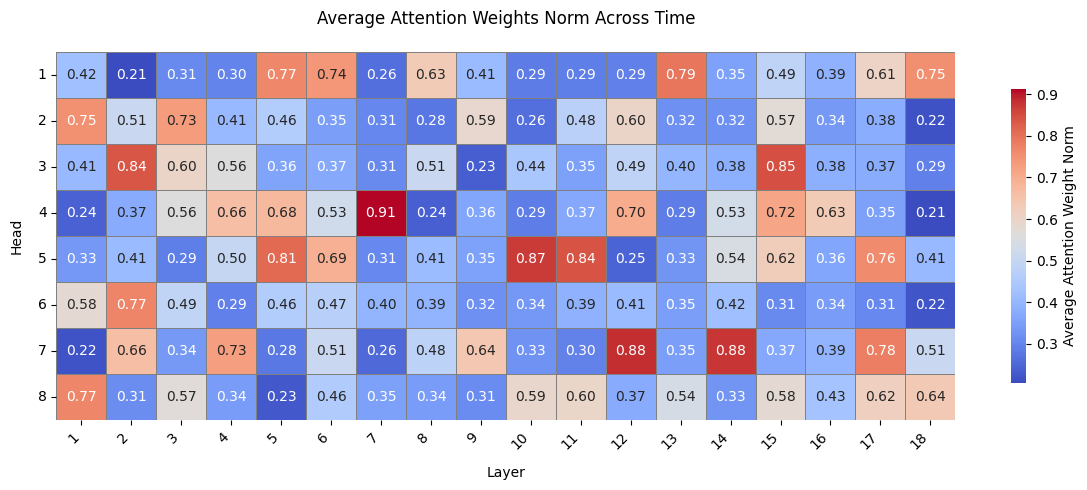 Average Attention Weights Norm Across Time
1 0.42 0.21 0.31 0.30 0.77 0.74 0.26 0.63 0.41 0.29 0.29 0.29 0.79 0.35 0.49 0.39 0.61 0.75
2 0.75 0.51 0.73 0.41 0.46 0.35 0.31 0.28 0.59 0.26 0.48 0.60 0.32 0.32 0.57 0.34 0.38 0.22
3 0.41 0.84 0.60 0.56 0.36 0.37 0.31 0.51 0.23 0.44 0.35 0.49 0.40 0.38 0.85 0.38 0.37 0.29
4 0.24 0.37 0.56 0.66 0.68 0.53 0.91 0.24 0.36 0.29 0.37 0.70 0.29 0.53 0.72 0.63 0.35 0.21
5 0.33 0.41 0.29 0.50 0.81 0.69 0.31 0.41 0.35 0.87 0.84 0.25 0.33 0.54 0.62 0.36 0.76 0.41
6 0.58 0.77 0.49 0.29 0.46 0.47 0.40 0.39 0.32 0.34 0.39 0.41 0.35 0.42 0.31 0.34 0.31 0.22
7 0.22 0.66 0.34 0.73 0.28 0.51 0.26 0.48 0.64 0.33 0.30 0.88 0.35 0.88 0.37 0.39 0.78 0.51
8 0.77 0.31 0.57 0.34 0.23 0.46 0.35 0.34 0.31 0.59 0.60 0.37 0.54 0.33 0.58 0.43 0.62 0.64
1 2 3 4 5 6 7 8 9 10 11 12 13 14 15 16 17 18
Layer
Head
0.9
0.8
0.7
0.6
0.5
0.4
0.3
Average Attention Weight Norm